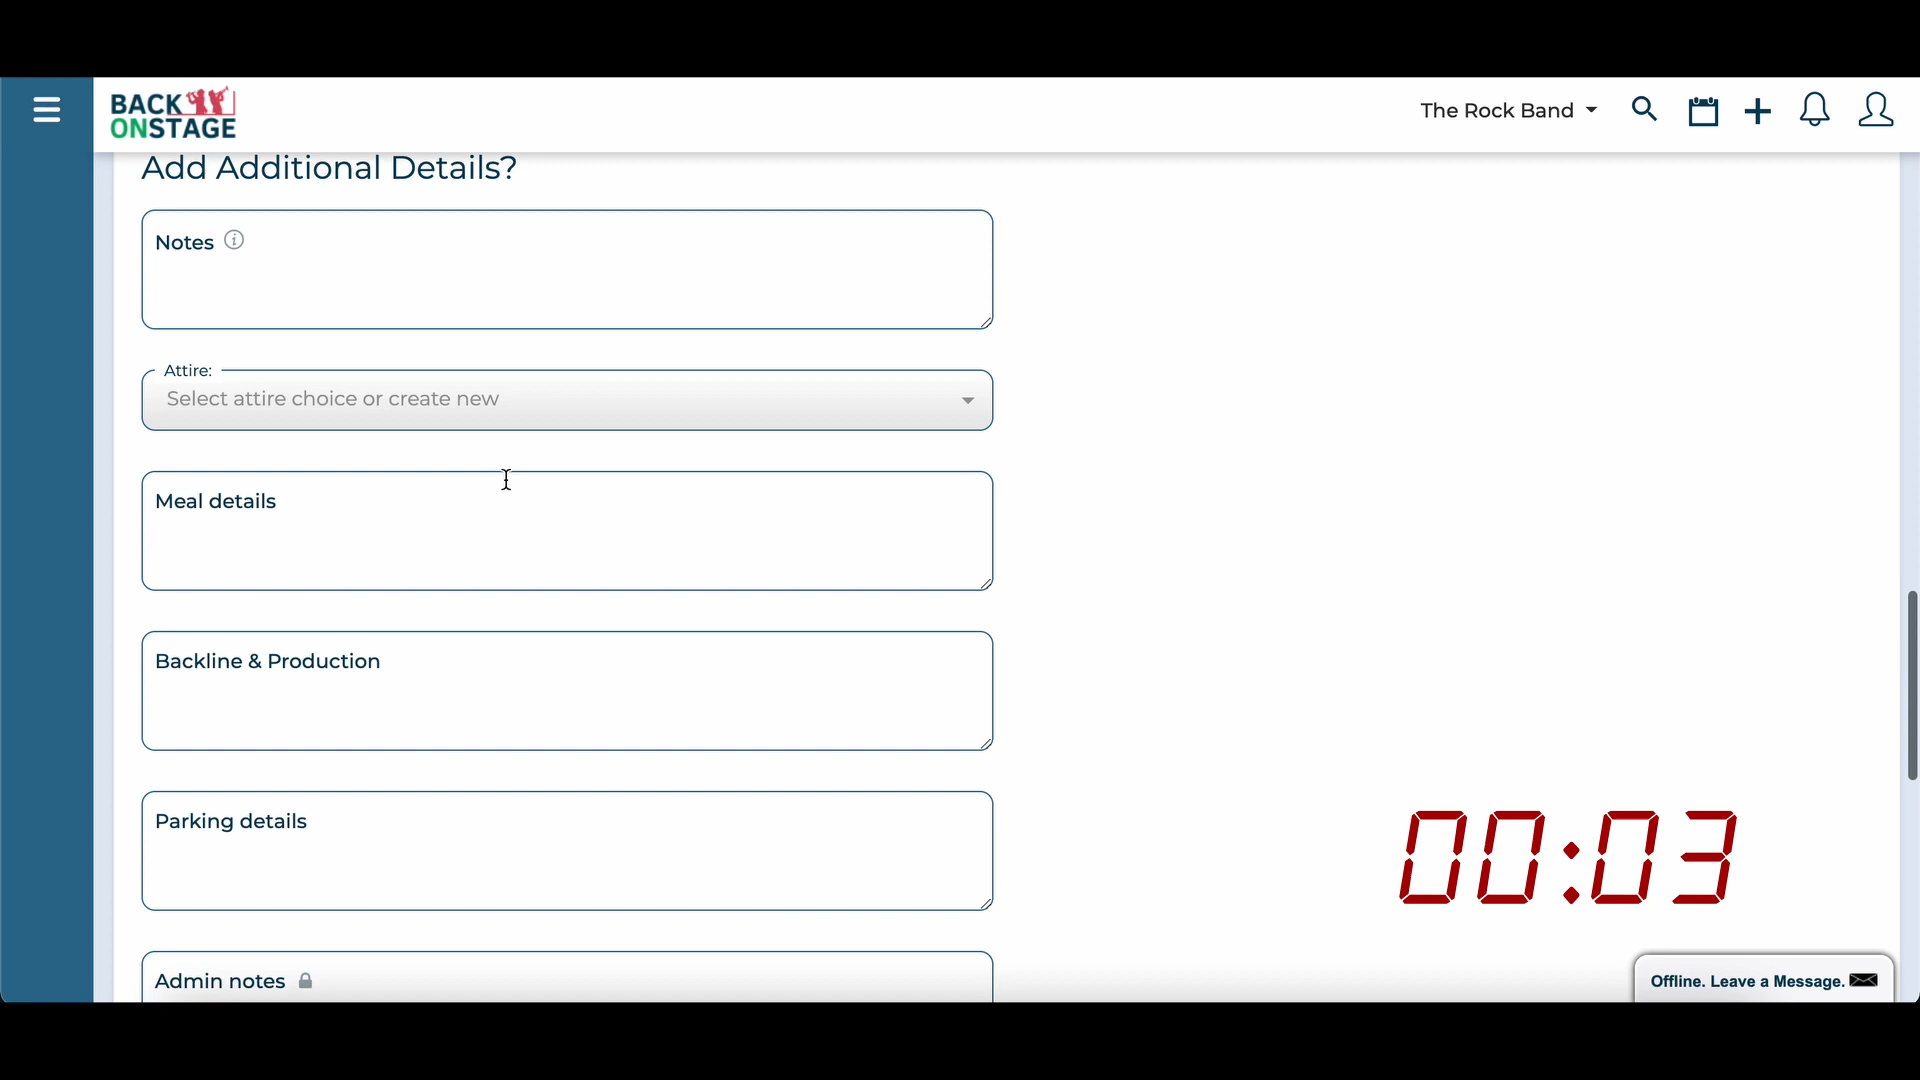 BACK
ONSTAGE
The Rock Band
Add Additional Details?
Notes
Attire:
Select attire choice or create new
Meal details
Backline & Production
Parking details
00:03
Admin notes
Offline. Leave a Message.